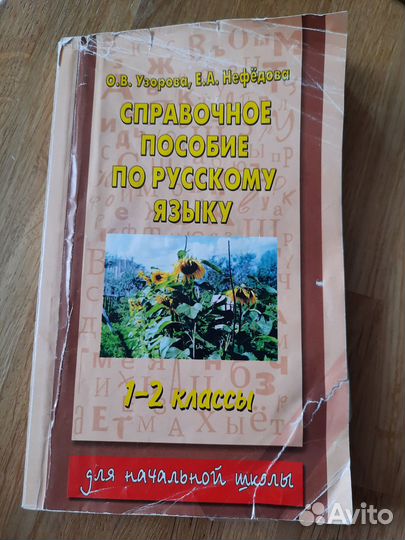 О.В. Узорова, Е.А. Нефёдова
СПРАВОЧНОЕ
ПОСОБИЕ
ПО РУССКОМУ
ЯЗЫКУ
1-2 классы
для начальной школы
Avito